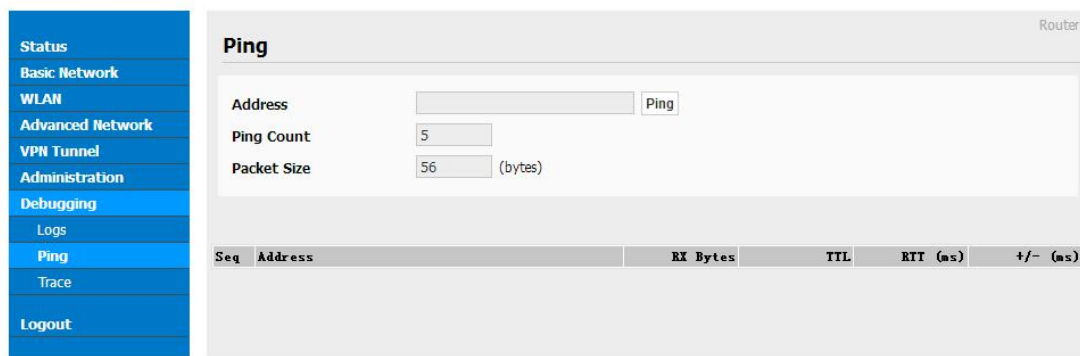 Router
Status
Basic Network
WLAN
Advanced Network
VPN Tunnel
Administration
Debugging
Logs
Ping
Trace
Logout
Ping
Address Ping
Ping Count 5
Packet Size 56 (bytes)
Seq Address RX Bytes TTL RTT (ms) +/- (ms)